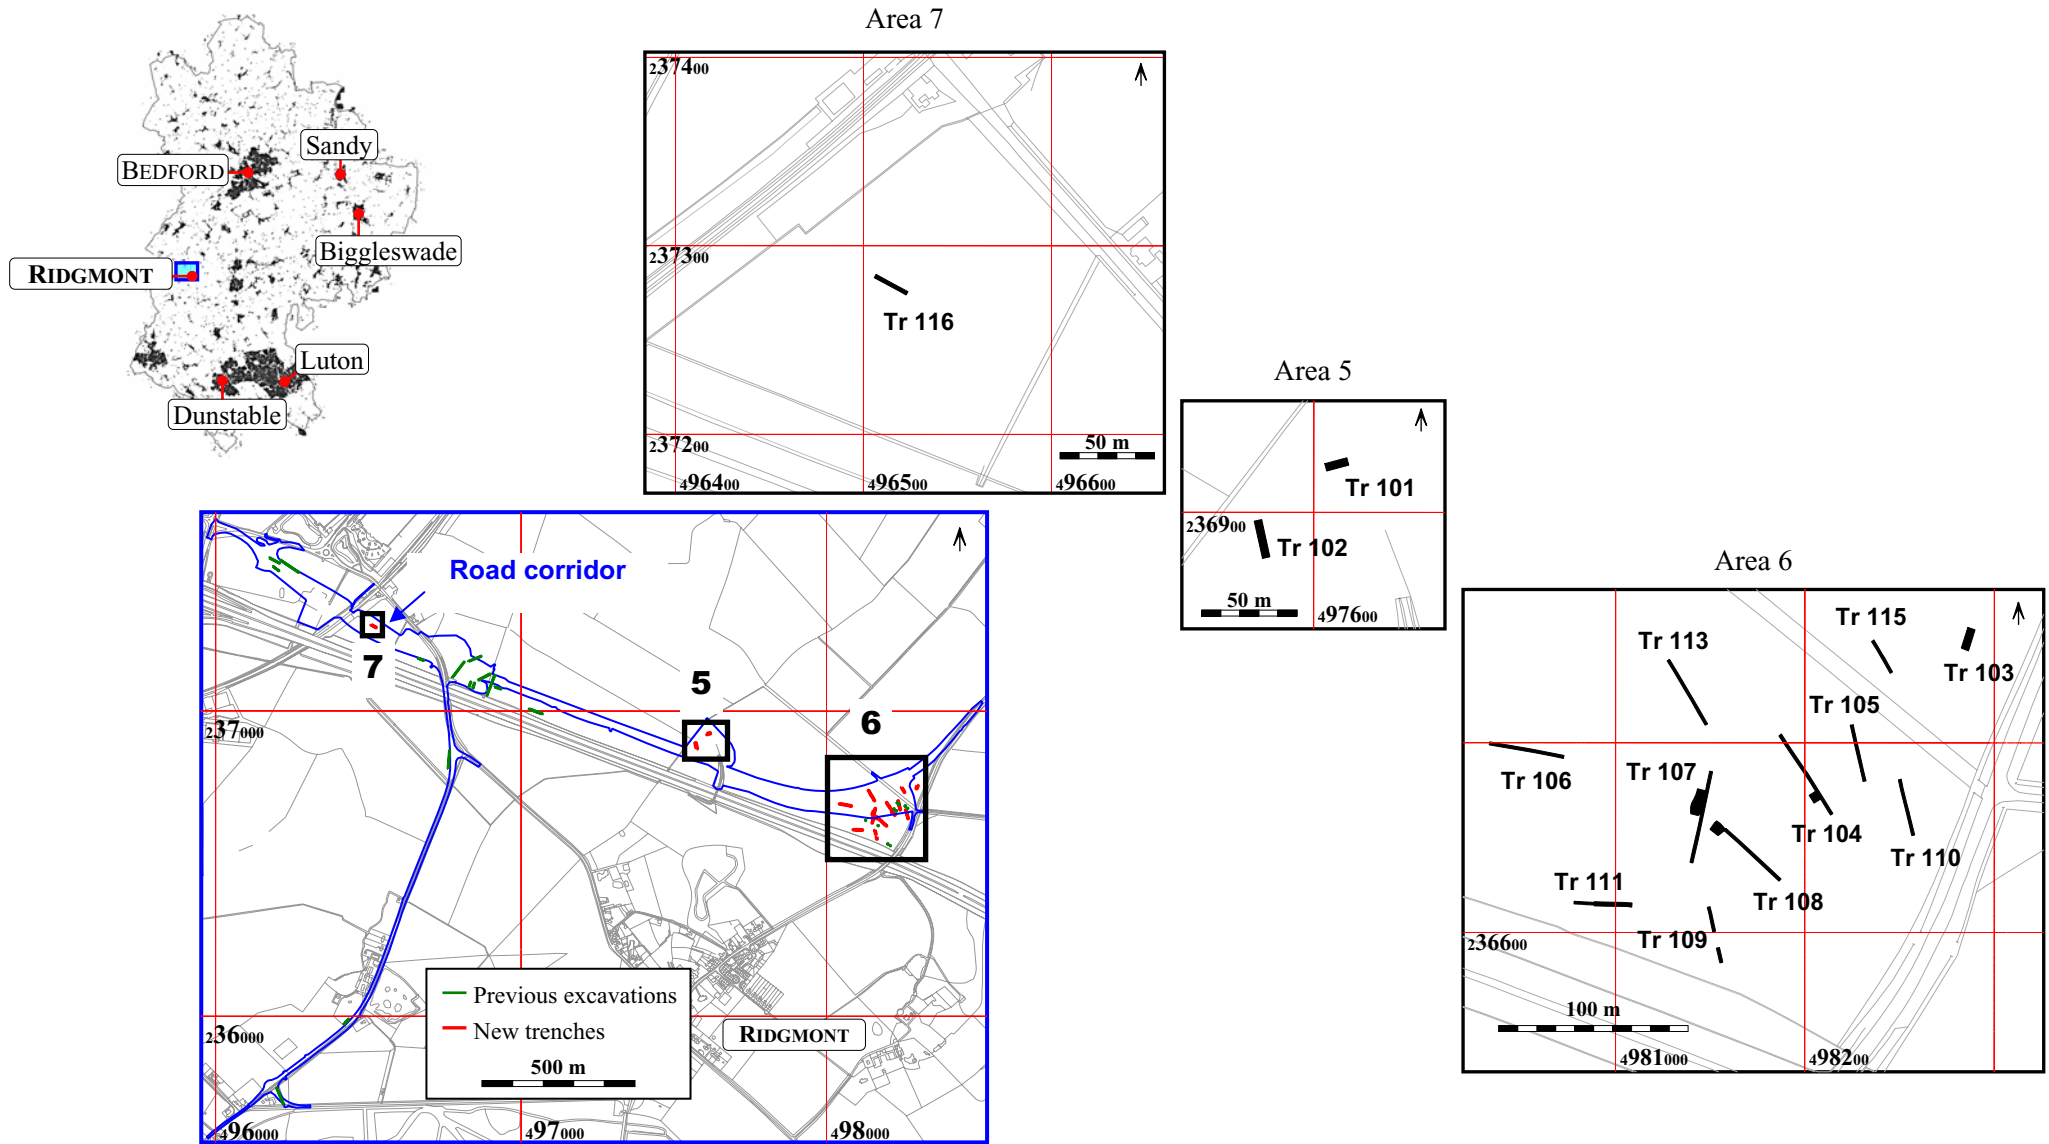 Area 7
Sandy
BEDFORD
Biggleswade
RIDGMONT
Luton
Dunstable
237400
237300
237200
Tr 116
50 m
496400
496500
496600
Area 5
Tr 101
236900
Tr 102
50 m
497600
Area 6
Tr 115
Tr 113
Tr 103
Tr 105
Tr 106
Tr 107
Tr 104
Tr 110
Tr 111
Tr 108
Tr 109
236600
100 m
4981000
498200
Road corridor
7
5
6
237000
Previous excavations
New trenches
500 m
RIDGMONT
236000
496000
497000
498000